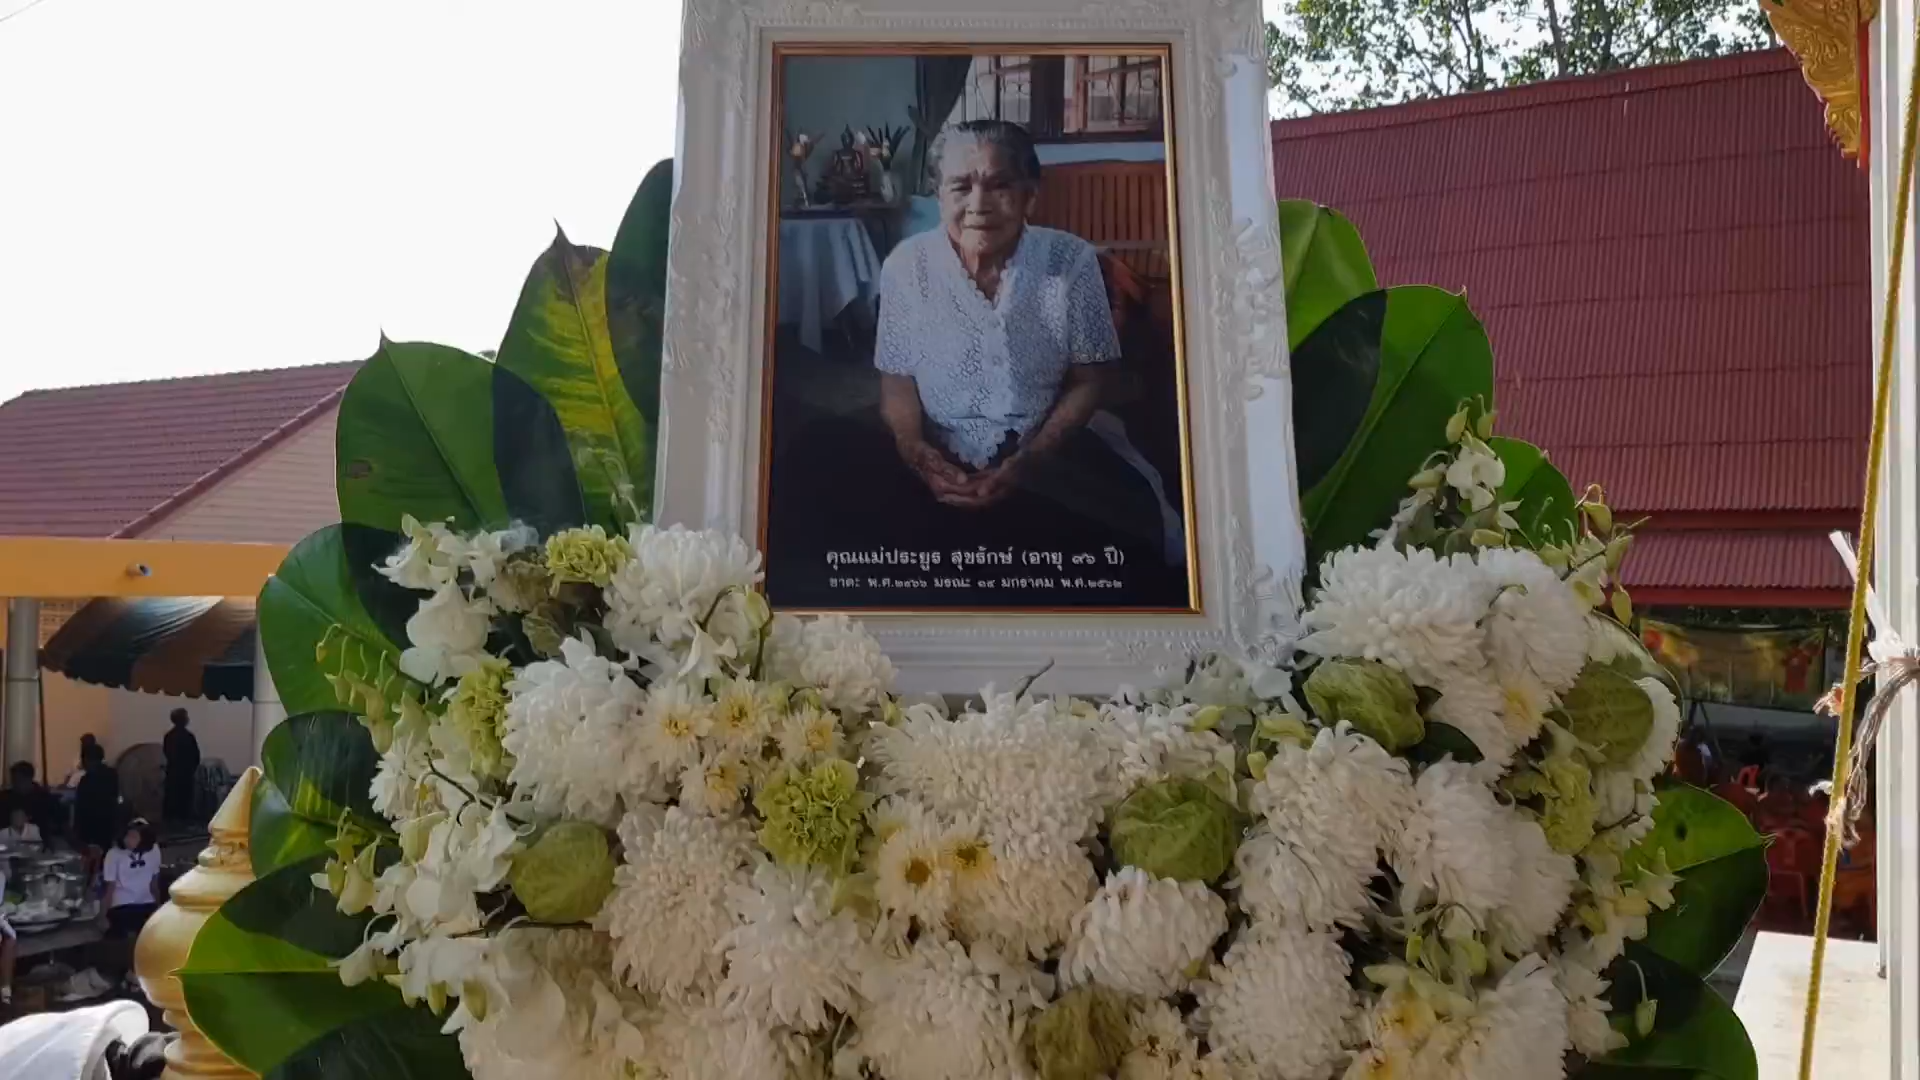 คุณแม่ประยูร สุขรักษ์ (อายุ ๙๖ ปี)
ชาตะ พ.ศ.๒๔๖๖ มรณะ ๑๔ มกราคม พ.ศ.๒๕๖๒